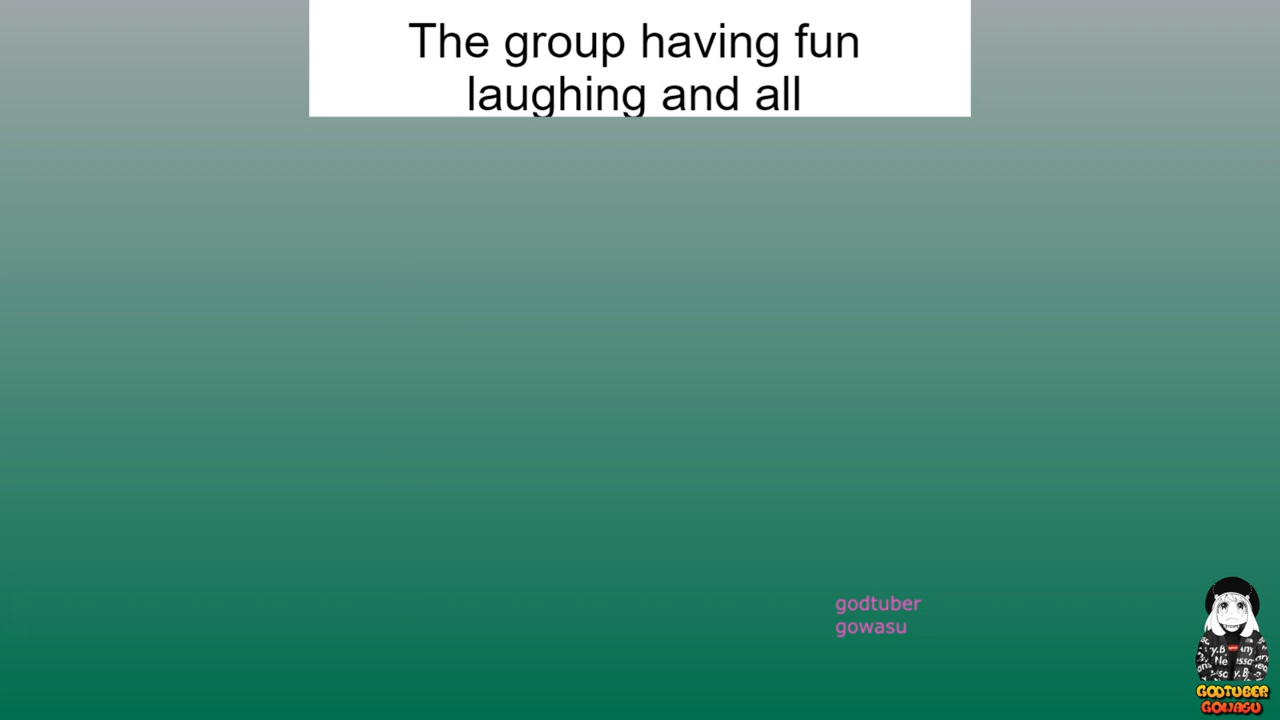 The group having fun
laughing and all
godtuber
gowasu
GODTUBER
GOWASU